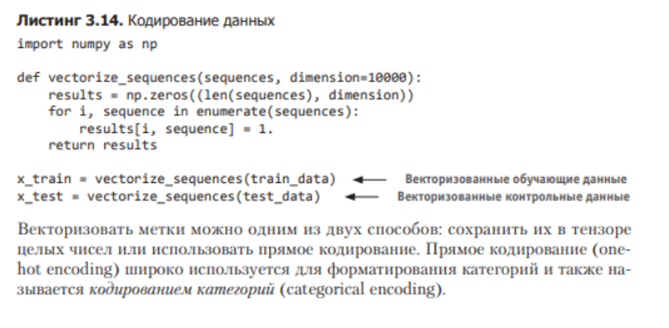 Листинг 3.14. Кодирование данных
import numpy as np
def vectorize_sequences(sequences, dimension=10000):
    results = np.zeros((len(sequences), dimension))
    for i, sequence in enumerate(sequences):
        results[i, sequence] = 1.
    return results
x_train = vectorize_sequences(train_data) Векторизованные обучающие данные
x_test = vectorize_sequences(test_data) Векторизованные контрольные данные
Векторизовать метки можно одним из двух способов: сохранить их в тензоре
целых чисел или использовать прямое кодирование. Прямое кодирование (one-
hot encoding) широко используется для форматирования категорий и также на-
зывается кодированием категорий (categorical encoding).